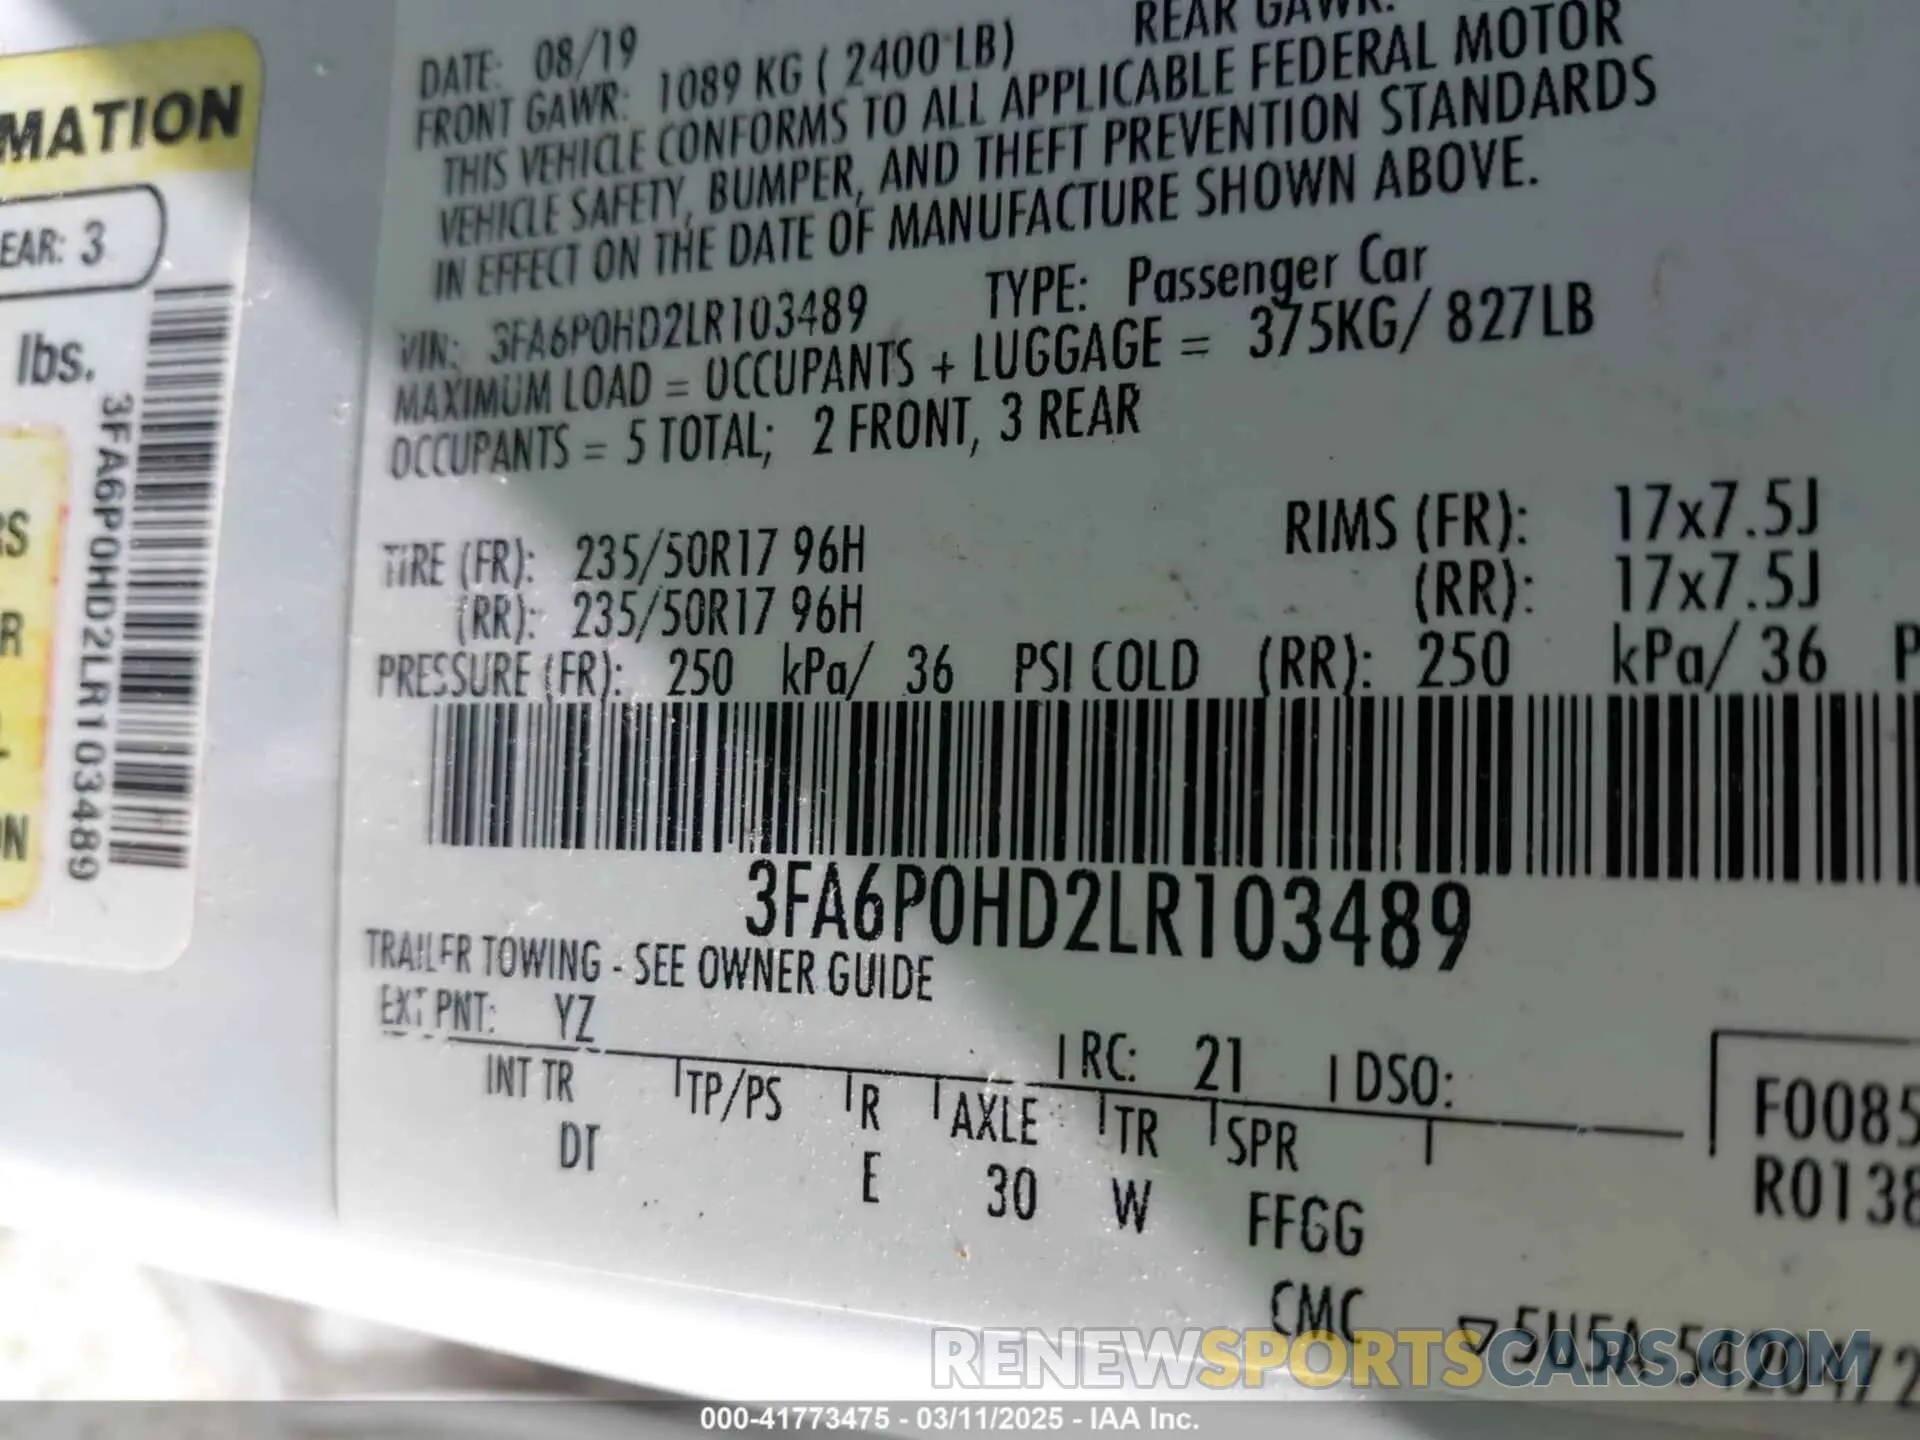 MATION
EAR: 3
lbs.
3FA6P0HD2LR103489
RS
R
ON
DATE: 08/19
FRONT GAWR: 1089 KG ( 2400 LB)
REAR GAWR:
THIS VEHICLE CONFORMS TO ALL APPLICABLE FEDERAL MOTOR
VEHICLE SAFETY, BUMPER, AND THEFT PREVENTION STANDARDS
IN EFFECT ON THE DATE OF MANUFACTURE SHOWN ABOVE.
VIN: 3FA6P0HD2LR103489 TYPE: Passenger Car
MAXIMUM LOAD = OCCUPANTS + LUGGAGE = 375KG/ 827LB
OCCUPANTS = 5 TOTAL; 2 FRONT, 3 REAR
TIRE (FR): 235/50R17 96H RIMS (FR): 17x7.5J
(RR): 235/50R17 96H (RR): 17x7.5J
PRESSURE (FR): 250 kPa/ 36 PSI COLD (RR): 250 kPa/ 36 P
3FA6P0HD2LR103489
TRAILER TOWING - SEE OWNER GUIDE
EXT PNT: YZ RC: 21 DSO:
INT TR TP/PS R AXLE TR SPR
DT E 30 W FFGG
CMC
F0085
R0138
RENEWSPORTSCARS.COM
000-41773475 - 03/11/2025 - IAA Inc.